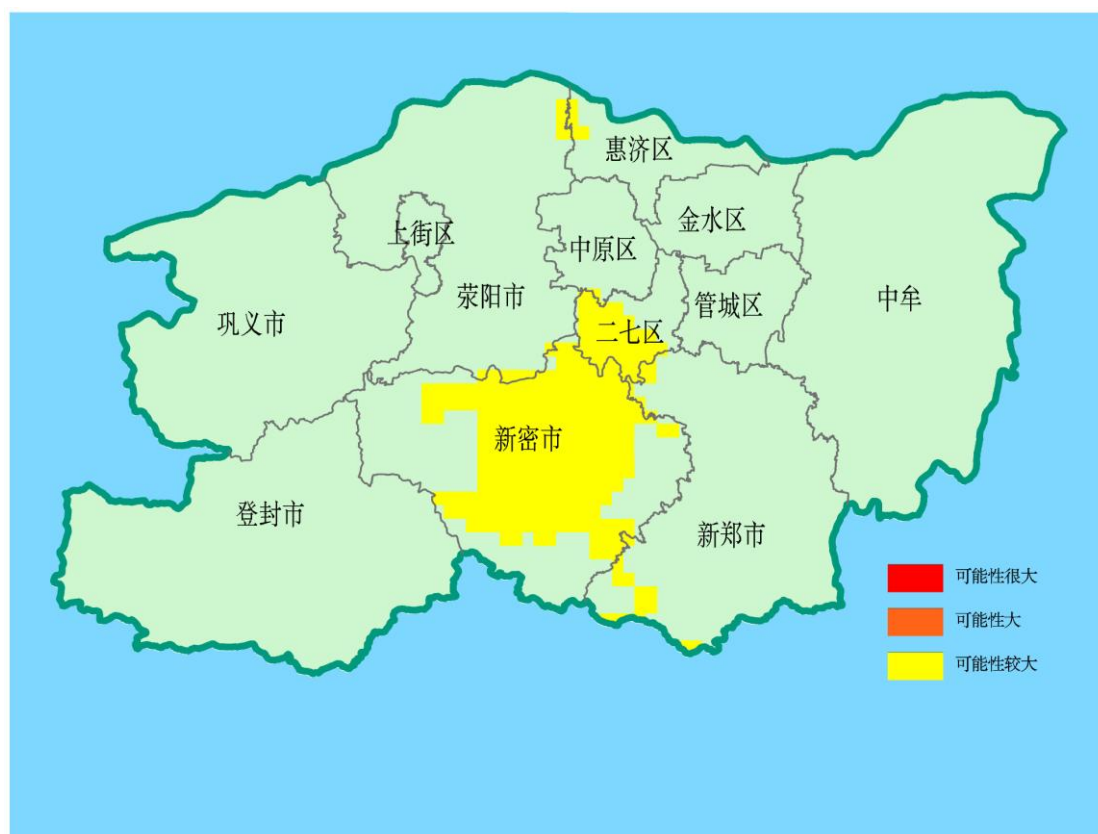 惠济区
金水区
上街区
中原区
荥阳市
管城区
中牟
巩义市
二七区
新密市
登封市
新郑市
可能性很大
可能性大
可能性较大